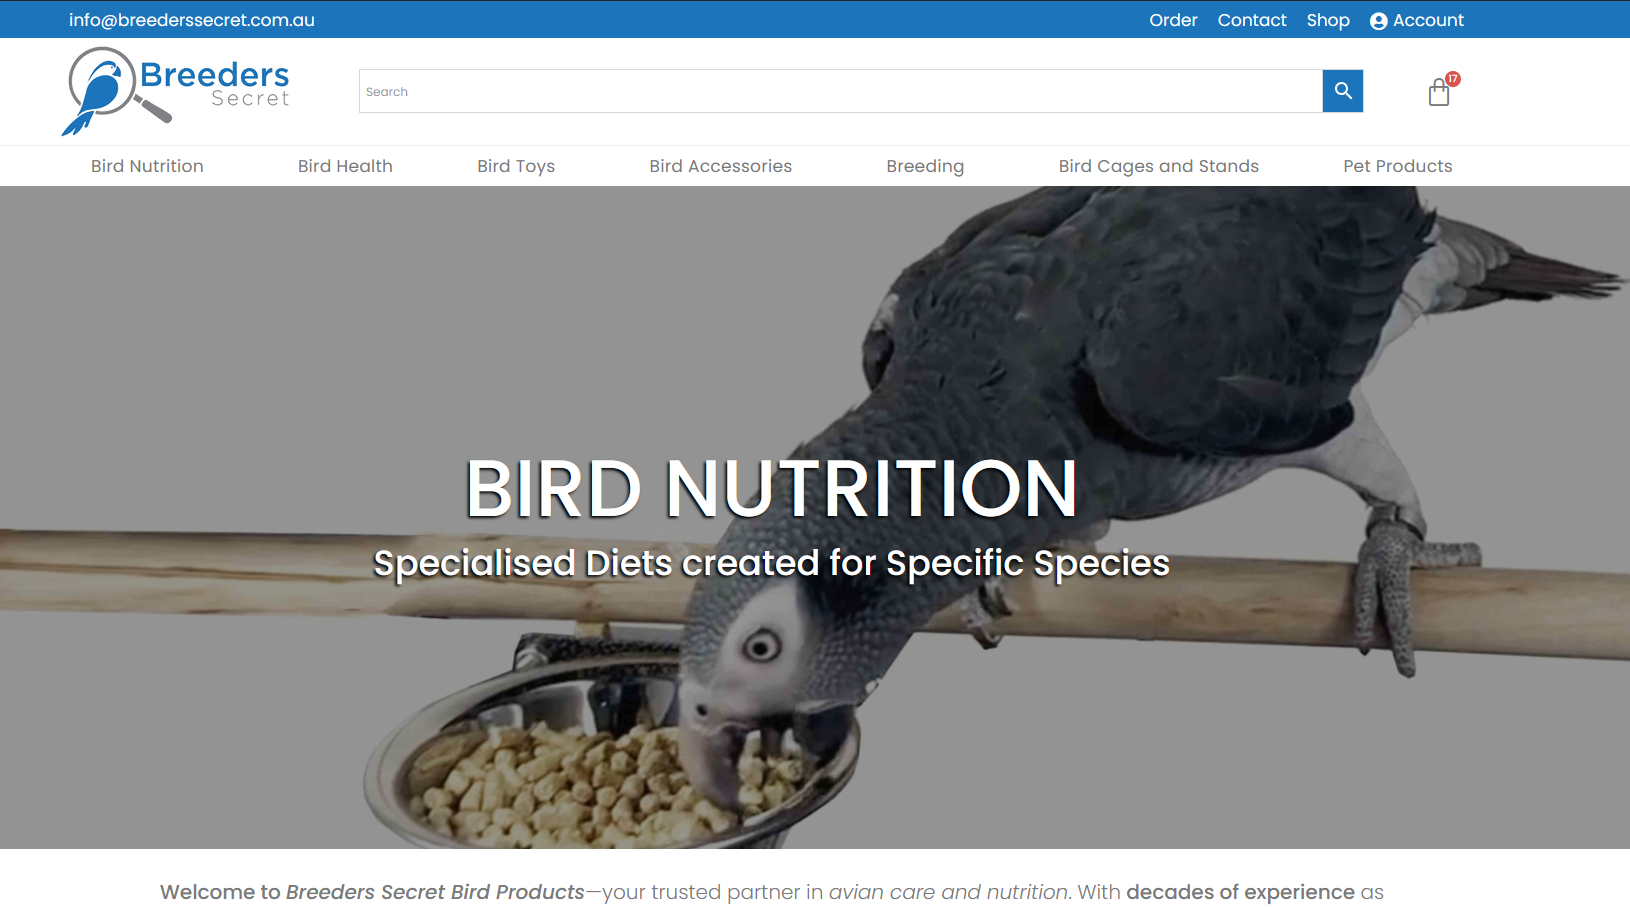 info@breederssecret.com.au Order Contact Shop Account
Breeders
Secret
Search
17
Bird Nutrition Bird Health Bird Toys Bird Accessories Breeding Bird Cages and Stands Pet Products
BIRD NUTRITION
Specialised Diets created for Specific Species
Welcome to Breeders Secret Bird Products—your trusted partner in avian care and nutrition. With decades of experience as